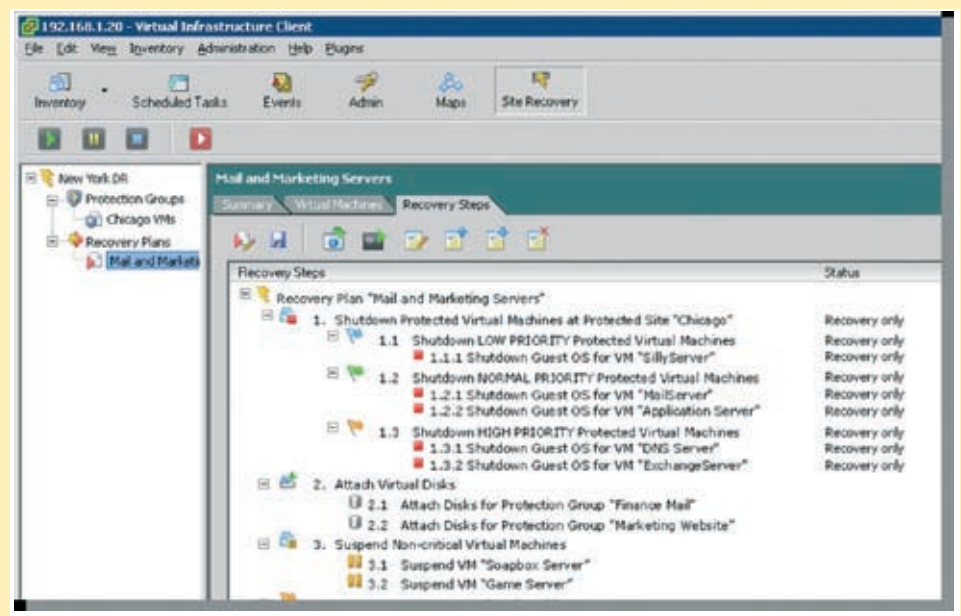 192.168.1.20 - Virtual Infrastructure Client
File Edit View Inventory Administration Help Plugins
Inventory Scheduled Tasks Events Admin Maps Site Recovery
New York DR
Protection Groups
Chicago VMs
Recovery Plans
Mail and Marketi
Mail and Marketing Servers
Summary Virtual Machines Recovery Steps
Recovery Steps Status
Recovery Plan "Mail and Marketing Servers"
1. Shutdown Protected Virtual Machines at Protected Site "Chicago" Recovery only
1.1 Shutdown LOW PRIORITY Protected Virtual Machines Recovery only
1.1.1 Shutdown Guest OS for VM "SillyServer" Recovery only
1.2 Shutdown NORMAL PRIORITY Protected Virtual Machines Recovery only
1.2.1 Shutdown Guest OS for VM "MailServer" Recovery only
1.2.2 Shutdown Guest OS for VM "Application Server" Recovery only
1.3 Shutdown HIGH PRIORITY Protected Virtual Machines Recovery only
1.3.1 Shutdown Guest OS for VM "DNS Server" Recovery only
1.3.2 Shutdown Guest OS for VM "ExchangeServer" Recovery only
2. Attach Virtual Disks
2.1 Attach Disks for Protection Group "Finance Mail"
2.2 Attach Disks for Protection Group "Marketing Website"
3. Suspend Non-critical Virtual Machines
3.1 Suspend VM "Soapbox Server"
3.2 Suspend VM "Game Server"